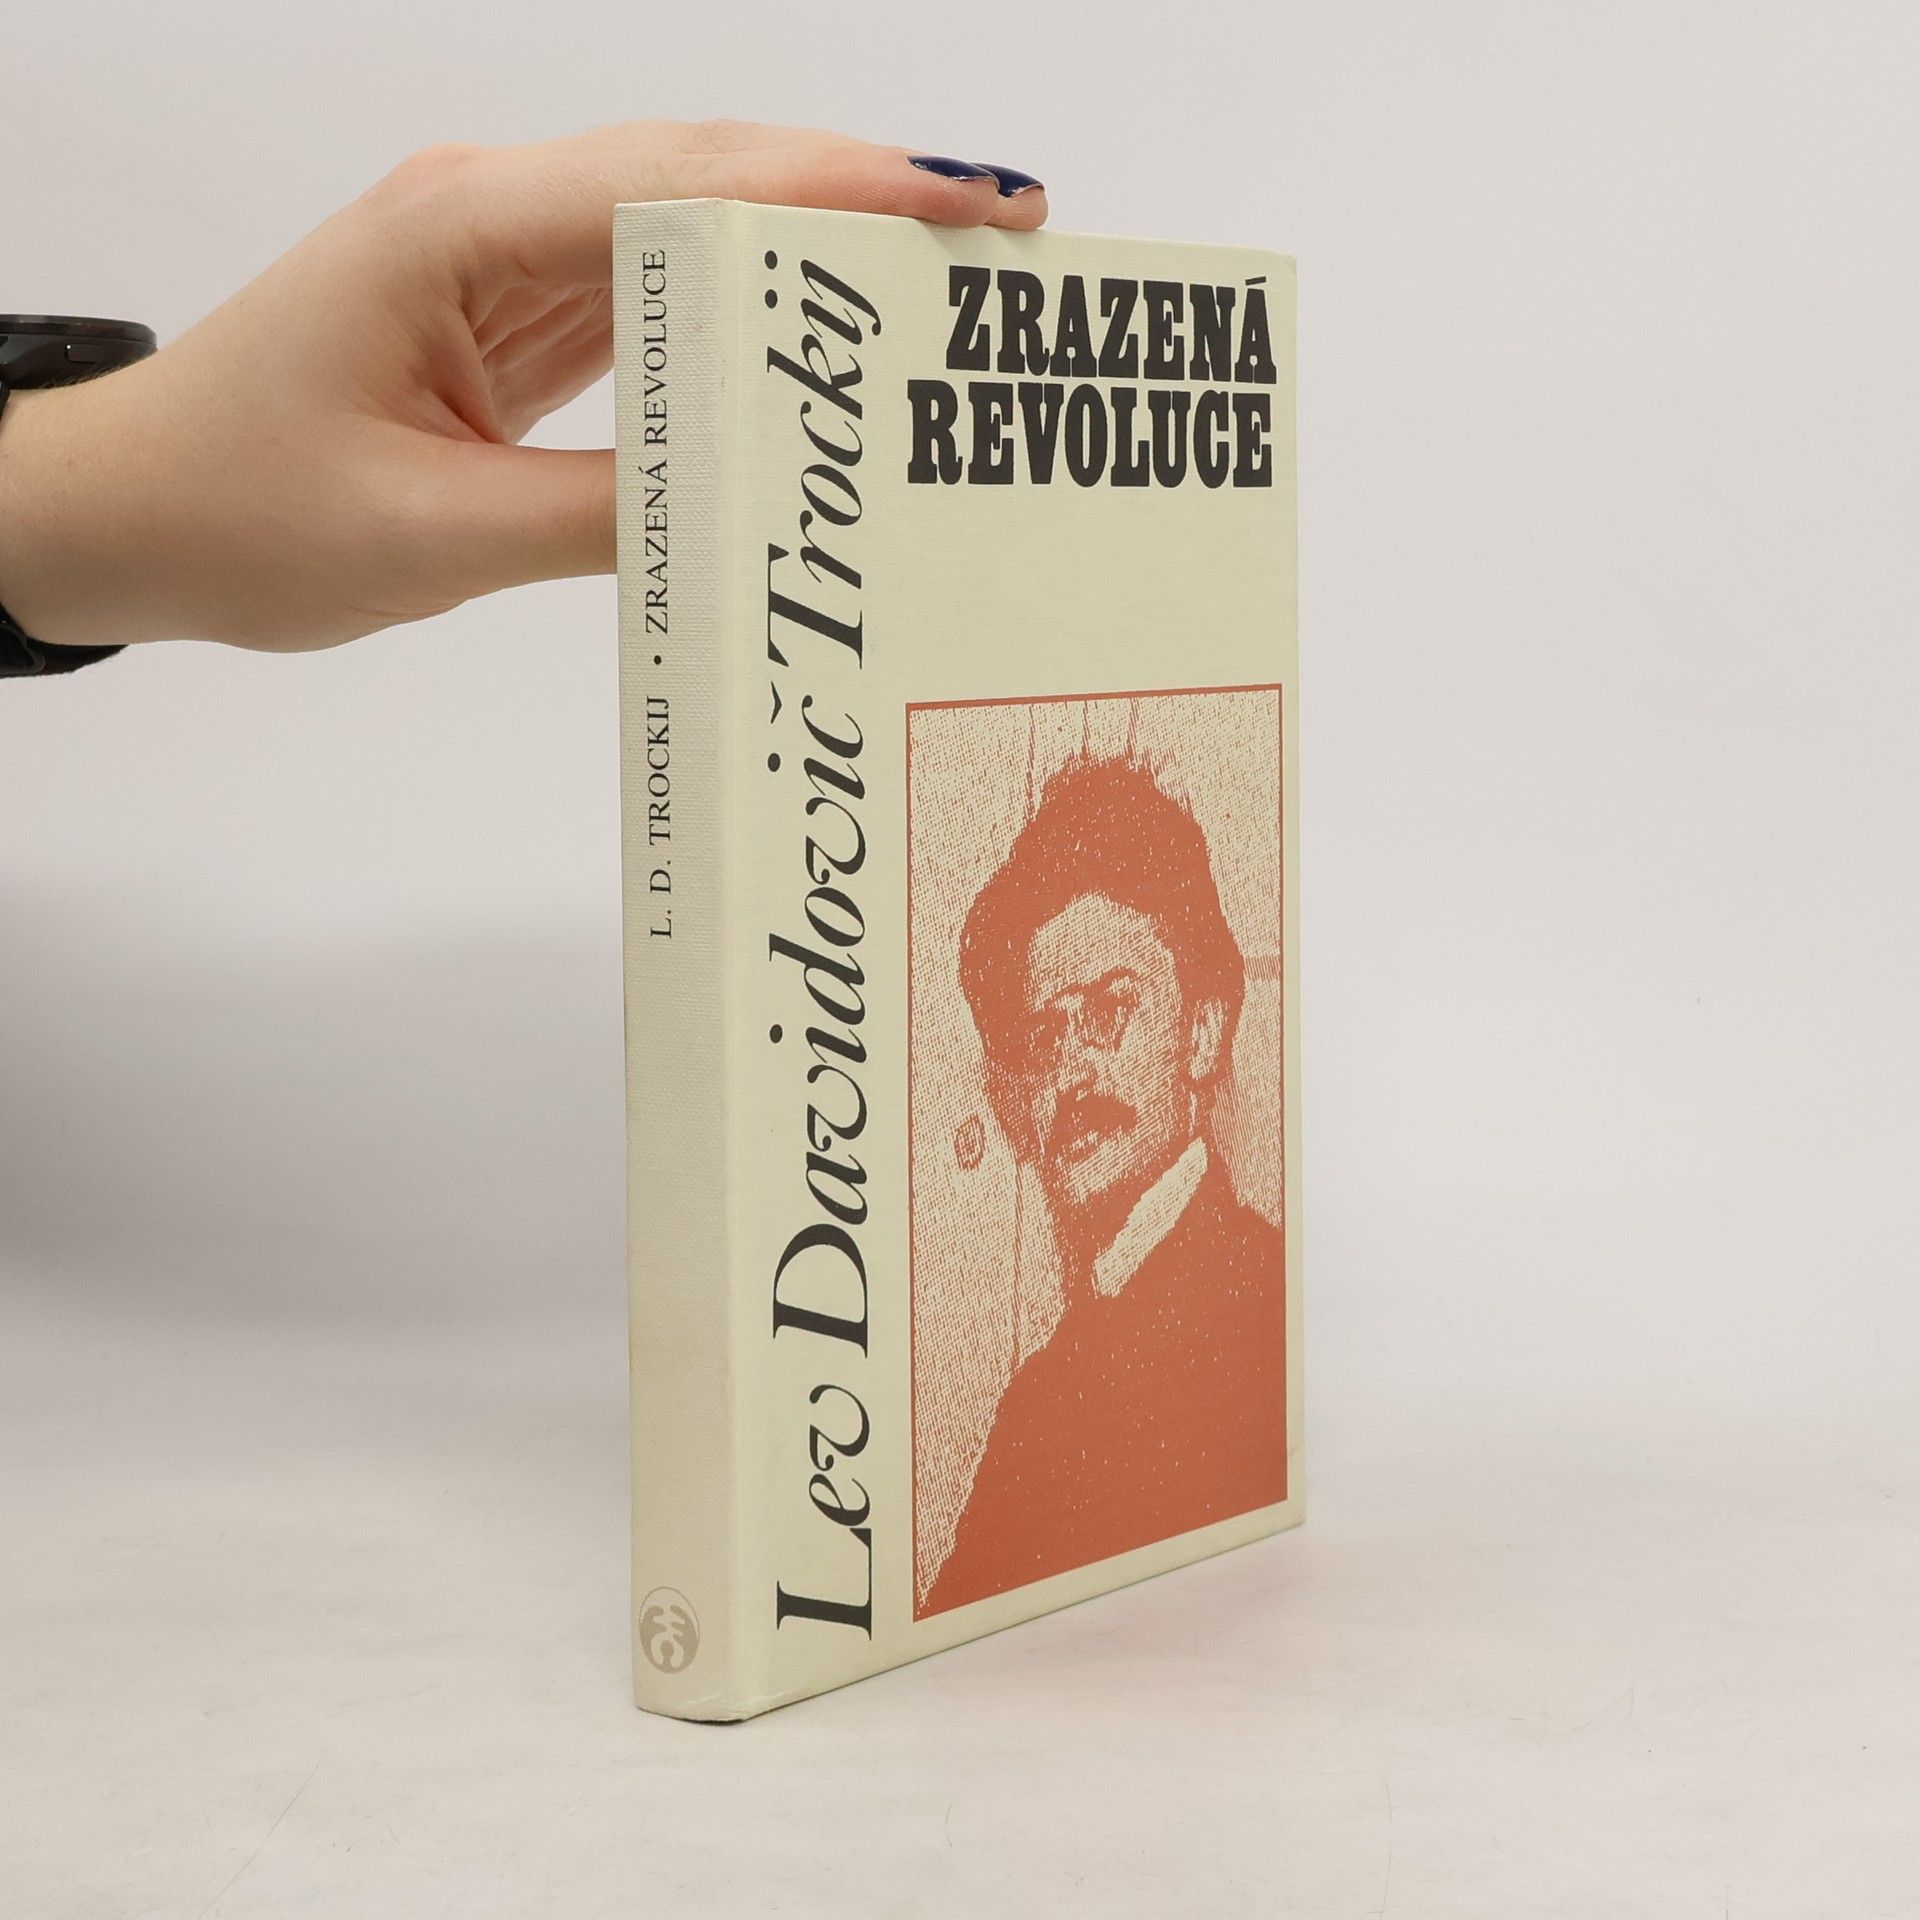 L. D. TROCKIJ • ZRAZENÁ REVOLUCE
Lev Davidovič Trockij
ZRAZENÁ
REVOLUCE